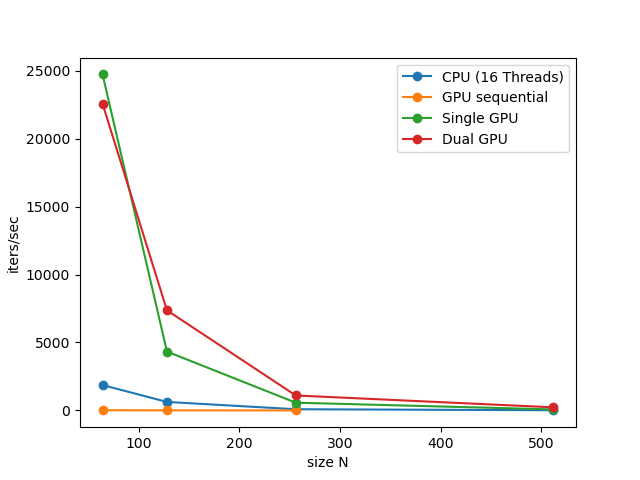 CPU (16 Threads)
GPU sequential
Single GPU
Dual GPU
iters/sec
25000
20000
15000
10000
5000
0
100
200
300
400
500
size N